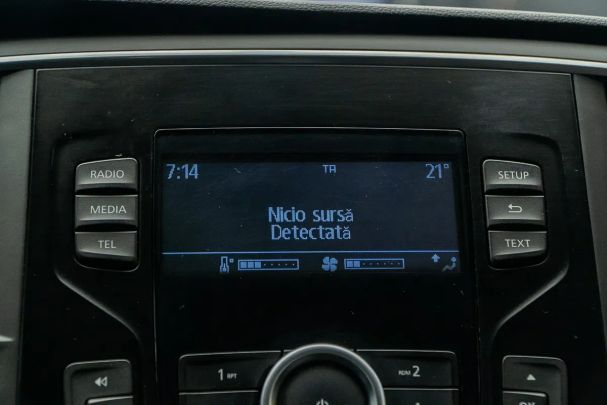 7:14 TA 21°
Nicio sursă
Detectată
RADIO
MEDIA
TEL
SETUP
TEXT
1 RPT
2